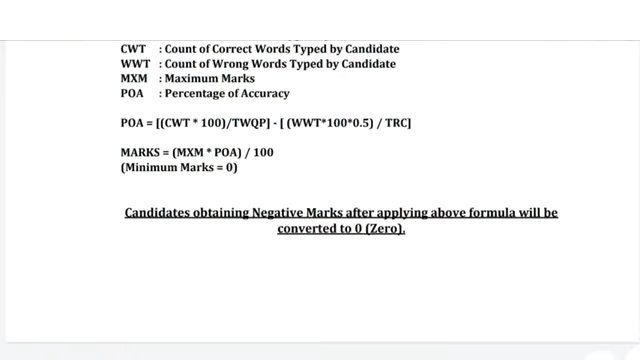 CWT : Count of Correct Words Typed by Candidate
WWT : Count of Wrong Words Typed by Candidate
MXM : Maximum Marks
POA : Percentage of Accuracy
POA = [(CWT * 100)/TWQP] - [ (WWT*100*0.5) / TRC]
MARKS = (MXM * POA) / 100
(Minimum Marks = 0)
Candidates obtaining Negative Marks after applying above formula will be
converted to 0 (Zero).